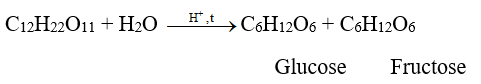 C₁₂H₂₂O₁₁ + H₂O —H⁺,t→ C₆H₁₂O₆ + C₆H₁₂O₆
Glucose Fructose